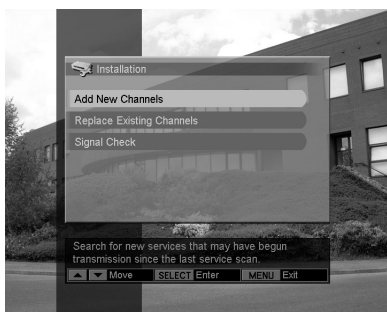 Installation
Add New Channels
Replace Existing Channels
Signal Check
Search for new services that may have begun
transmission since the last service scan.
Move SELECT Enter MENU Exit